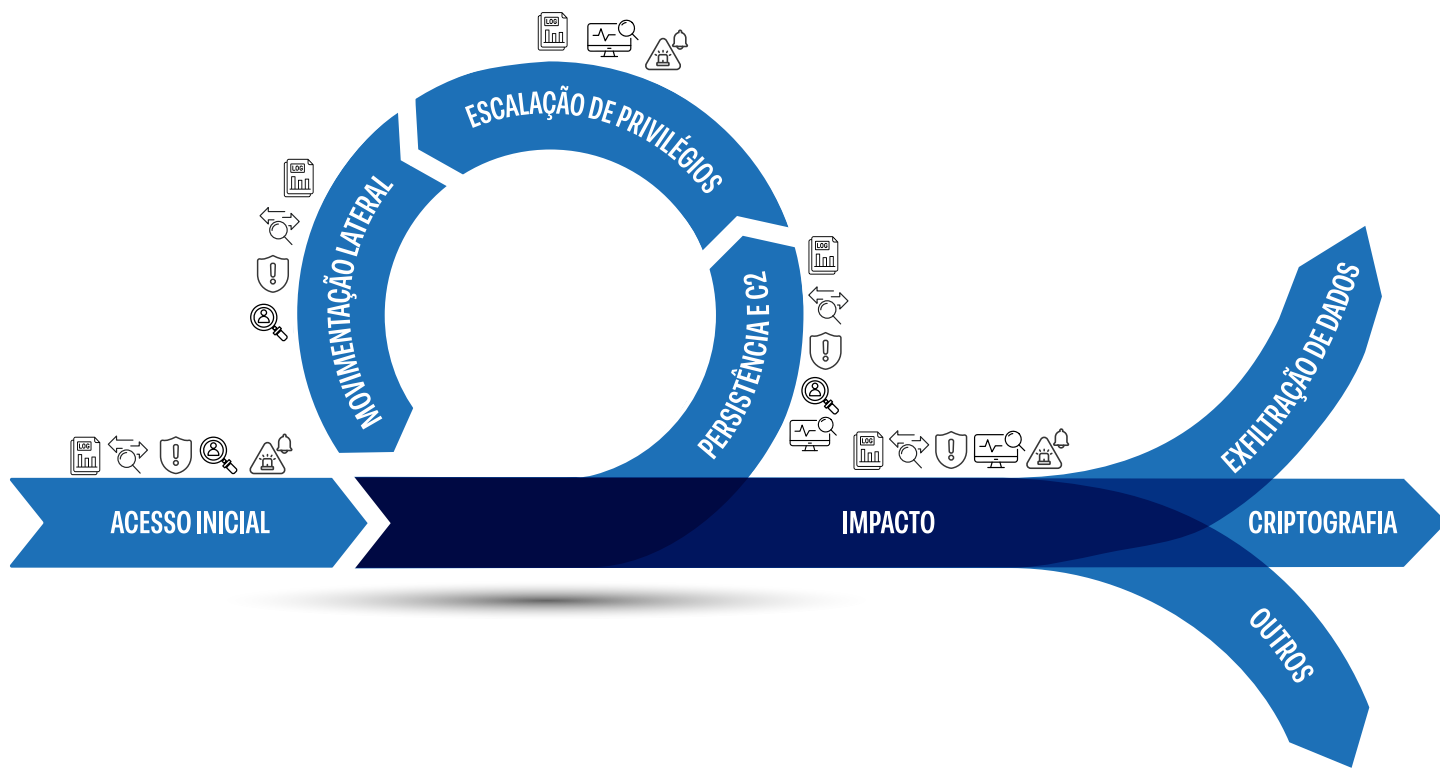 LOG
ESCALAÇÃO DE PRIVILÉGIOS
LOG
MOVIMENTAÇÃO LATERAL
LOG
PERSISTÊNCIA E C2
EXFILTRAÇÃO DE DADOS
LOG
LOG
ACESSO INICIAL
IMPACTO
CRIPTOGRAFIA
OUTROS